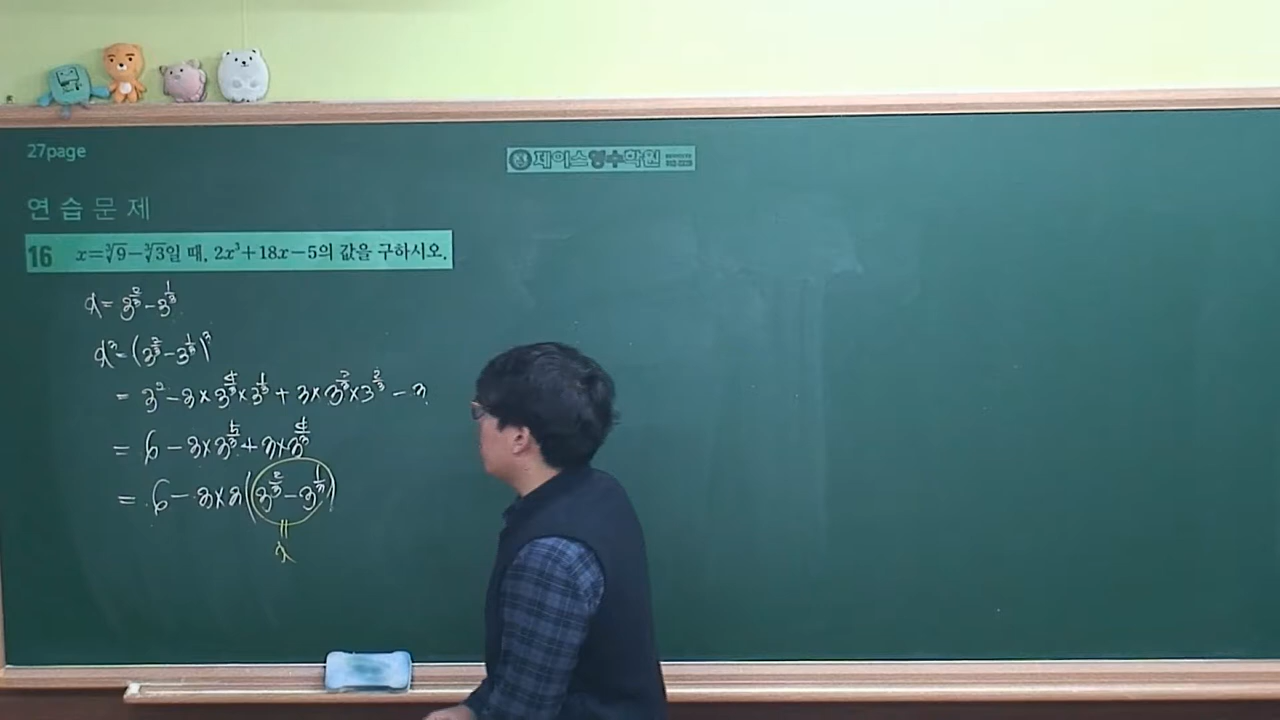 27page
제이스영수학원
연습문제
16 x=∛9-∛3일 때, 2x³+18x-5의 값을 구하시오.
x = 3^(2/3) - 3^(1/3)
x³ = (3^(2/3) - 3^(1/3))³
= 3² - 3 × 3^(4/3) × 3^(1/3) + 3 × 3^(2/3) × 3^(2/3) - 3
= 6 - 3 × 3^(5/3) + 3 × 3^(4/3)
= 6 - 3 × 3(3^(2/3) - 3^(1/3))
||
x